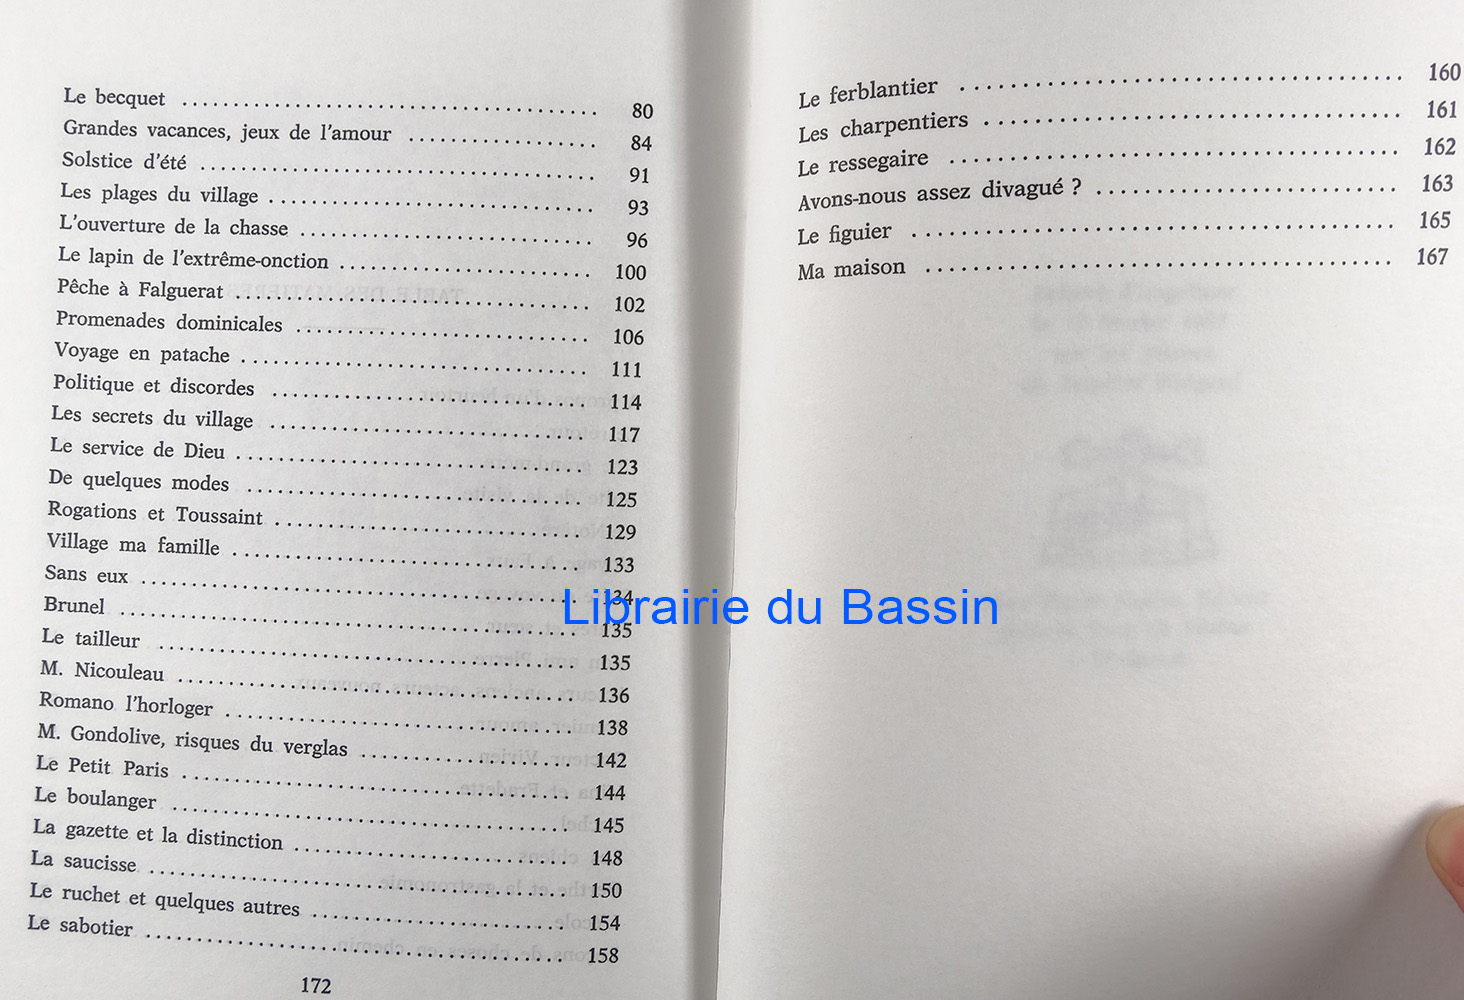 Le becquet ........................................ 80
Grandes vacances, jeux de l'amour .................. 84
Solstice d'été ........................................ 91
Les plages du village ................................ 93
L'ouverture de la chasse ............................. 96
Le lapin de l'extrême-onction ........................ 100
Pêche à Falguerat .................................... 102
Promenades dominicales ............................... 106
Voyage en patache .................................... 111
Politique et discordes ............................... 114
Les secrets du village ............................... 117
Le service de Dieu ................................... 123
De quelques modes .................................... 125
Rogations et Toussaint ............................... 129
Village ma famille ................................... 133
Sans eux ............................................. 134
Brunel ............................................... 135
Le tailleur .......................................... 135
M. Nicouleau ......................................... 136
Romano l'horloger .................................... 138
M. Gondolive, risques du verglas ..................... 142
Le Petit Paris ....................................... 144
Le boulanger ......................................... 145
La gazette et la distinction ......................... 148
La saucisse .......................................... 150
Le ruchet et quelques autres ......................... 154
Le sabotier .......................................... 158
172
Le ferblantier ....................................... 160
Les charpentiers ..................................... 161
Le ressegaire ........................................ 162
Avons-nous assez divagué ? ........................... 163
Le figuier ........................................... 165
Ma maison ............................................ 167
Librairie du Bassin